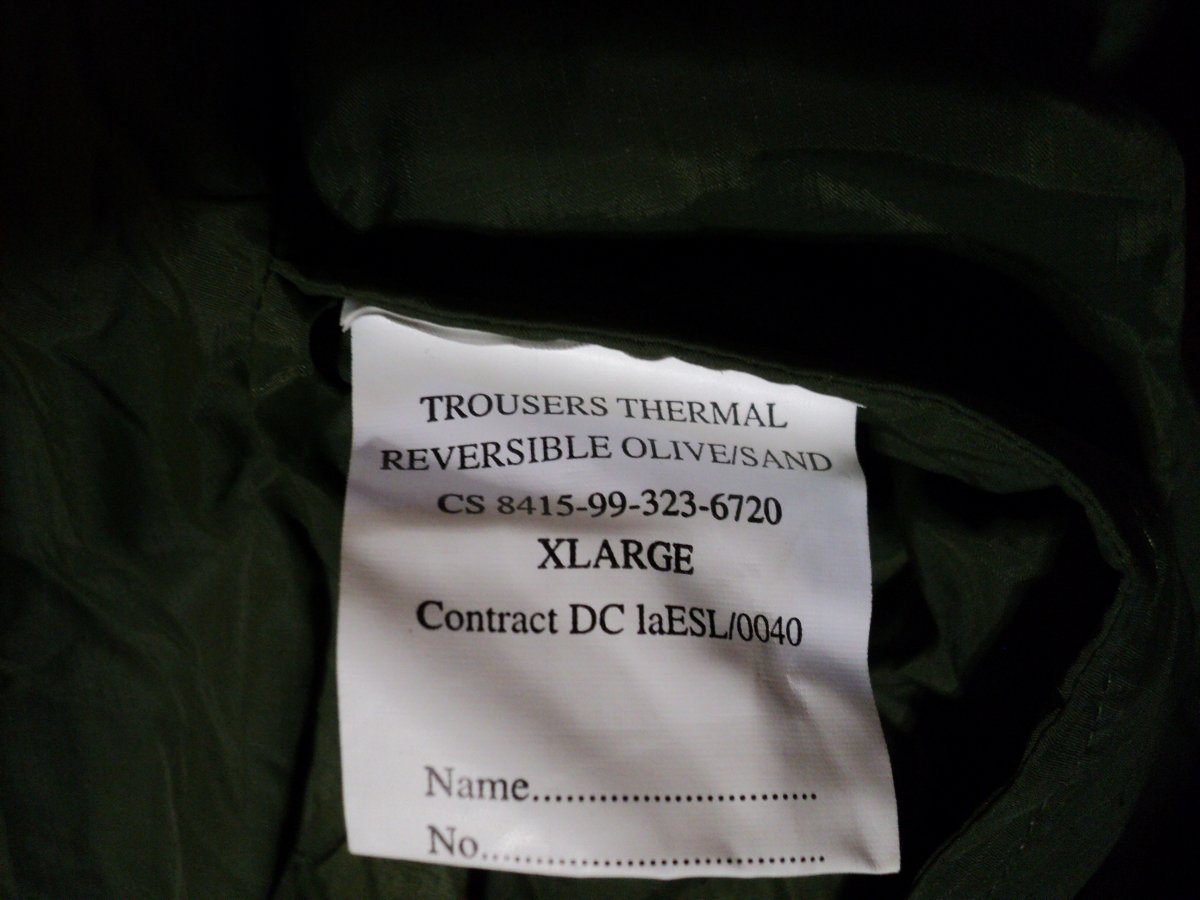 TROUSERS THERMAL
REVERSIBLE OLIVE/SAND
CS 8415-99-323-6720
XLARGE
Contract DC laESL/0040
Name..........................
No...............................